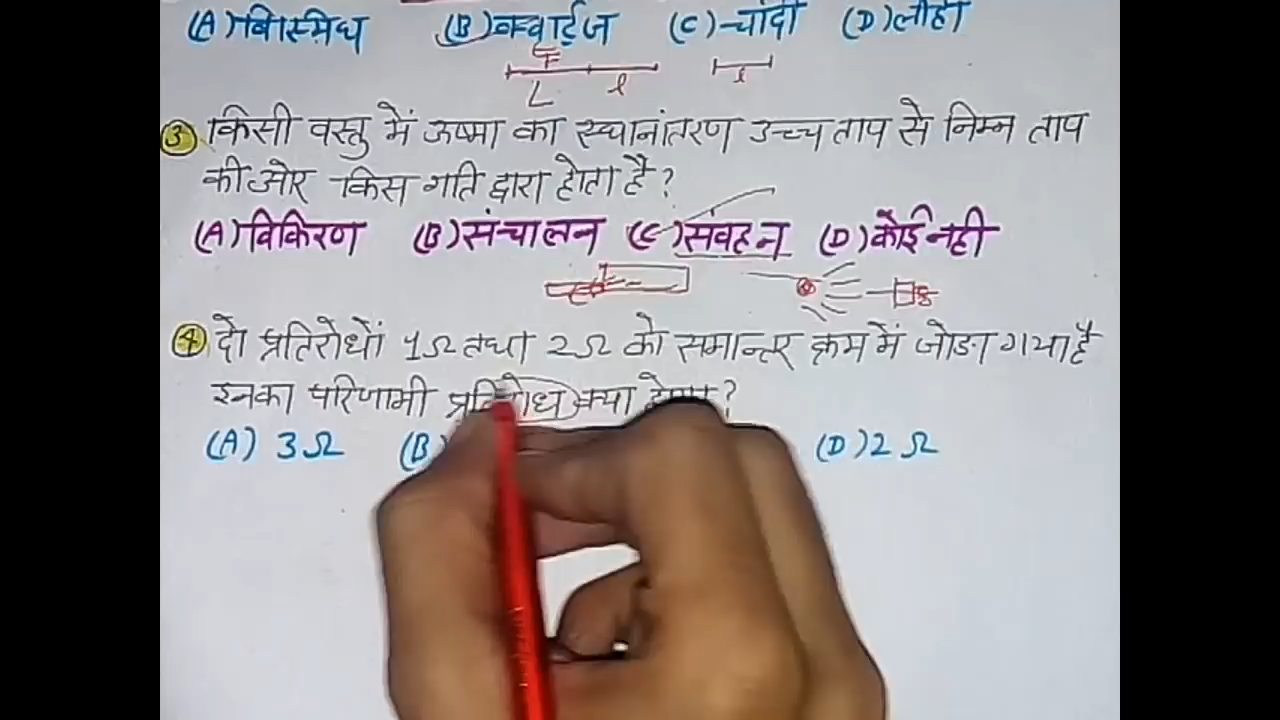 (A) बिस्मिथ (B) क्वार्ट्ज (C) चांदी (D) लोहा
L l l
③ किसी वस्तु में ऊष्मा का स्थानांतरण उच्च ताप से निम्न ताप
की ओर किस गति द्वारा होता है?
(A) विकिरण (B) संचालन (C) संवहन (D) कोई नही
④ दो प्रतिरोधों 1Ω तथा 2Ω को समान्तर क्रम में जोडा गया है
इनका परिणामी प्रतिरोध क्या होगा?
(A) 3Ω (B) (D) 2Ω